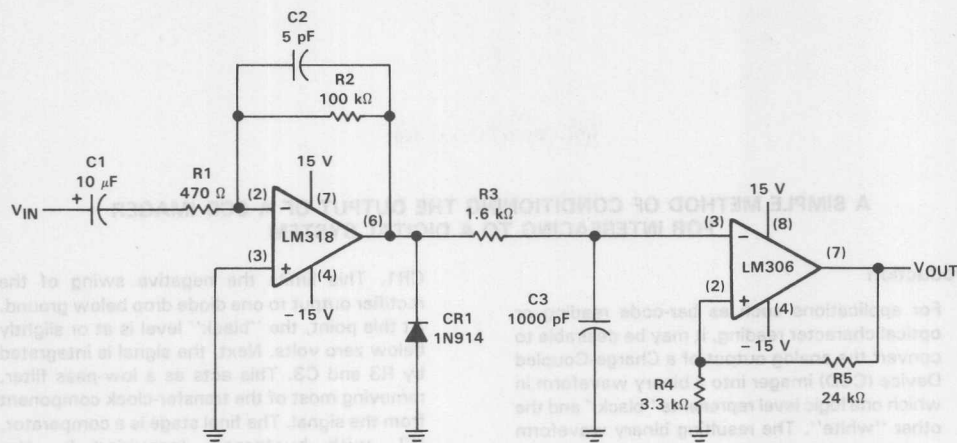 C2
5 pF
R2
100 kΩ
C1
10 μF
R1
470 Ω
+
VIN
(2)
−
15 V
(7)
(6)
LM318
(3)
+
(4)
−15 V
CR1
1N914
R3
1.6 kΩ
C3
1000 pF
15 V
(3)
−
(8)
(7)
LM306
VOUT
(2)
+
(4)
−15 V
R4
3.3 kΩ
R5
24 kΩ
A SIMPLE METHOD OF CONDITIONING THE OUTPUT OF A IMAGER
FOR INTERFACING TO A DIGITAL
For applications such as bar-code reading or
optical character reading, it may be desirable to
convert the analog output of a Charge-Coupled
Device (CCD) imager into a binary waveform in
which one logic level represents "black" and the
other "white". The resulting binary waveform
CR1. This limits the negative swing of the
rectifier output to one diode drop below ground.
At this point, the "black" level is at or slightly
below zero volts. Next, the signal is integrated
by R3 and C3. This acts as a low-pass filter,
removing most of the transfer-clock component
from the signal. The final stage is a comparator,